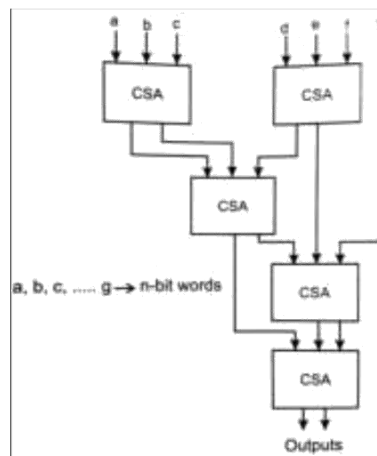 a b c d e f
CSA CSA
CSA
CSA
a, b, c, ..... g → n-bit words
CSA
Outputs